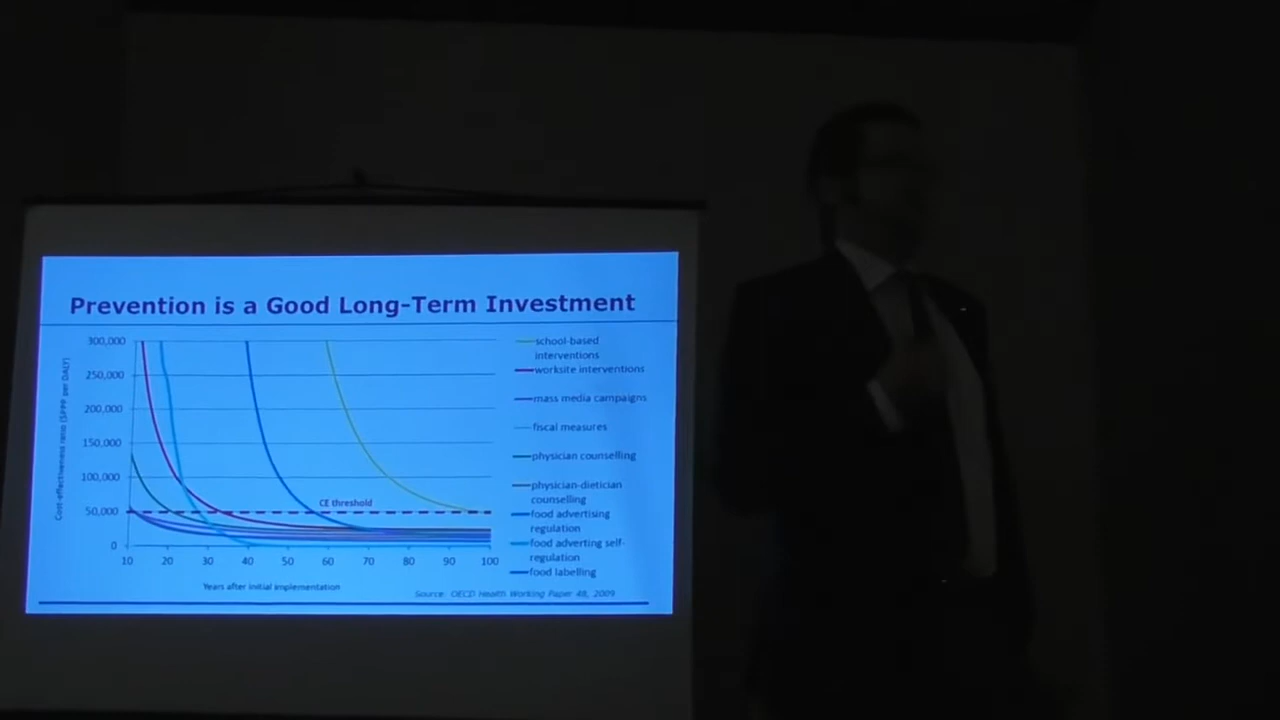 Prevention is a Good Long-Term Investment
Cost-effectiveness ratio ($PPP per DALY)
300,000
250,000
200,000
150,000
100,000
50,000
0
10 20 30 40 50 60 70 80 90 100
CE threshold
Years after initial implementation
school-based
interventions
worksite interventions
mass media campaigns
fiscal measures
physician counselling
physician-dietician
counselling
food advertising
regulation
food adverting self-
regulation
food labelling
Source: OECD Health Working Paper 48, 2009